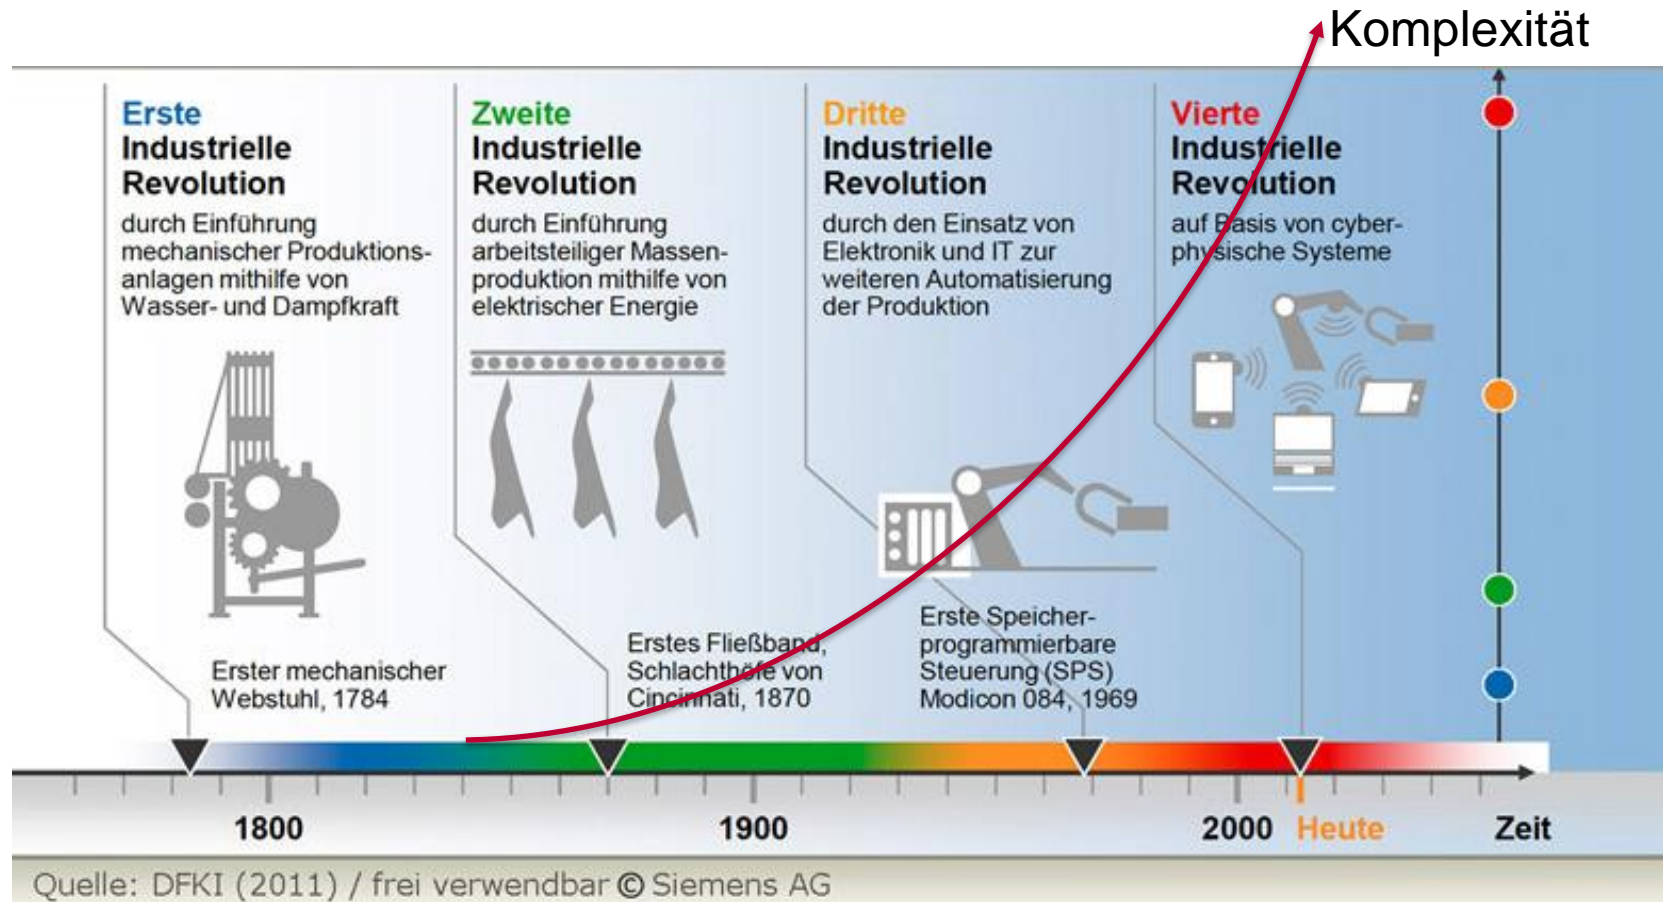 Komplexität
Erste
Industrielle
Revolution
durch Einführung
mechanischer Produktions-
anlagen mithilfe von
Wasser- und Dampfkraft
Erster mechanischer
Webstuhl, 1784
Zweite
Industrielle
Revolution
durch Einführung
arbeitsteiliger Massen-
produktion mithilfe von
elektrischer Energie
Erstes Fließband,
Schlachthöfe von
Cincinnati, 1870
Dritte
Industrielle
Revolution
durch den Einsatz von
Elektronik und IT zur
weiteren Automatisierung
der Produktion
Erste Speicher-
programmierbare
Steuerung (SPS)
Modicon 084, 1969
Vierte
Industrielle
Revolution
auf Basis von cyber-
physische Systeme
1800
1900
2000
Heute
Zeit
Quelle: DFKI (2011) / frei verwendbar © Siemens AG